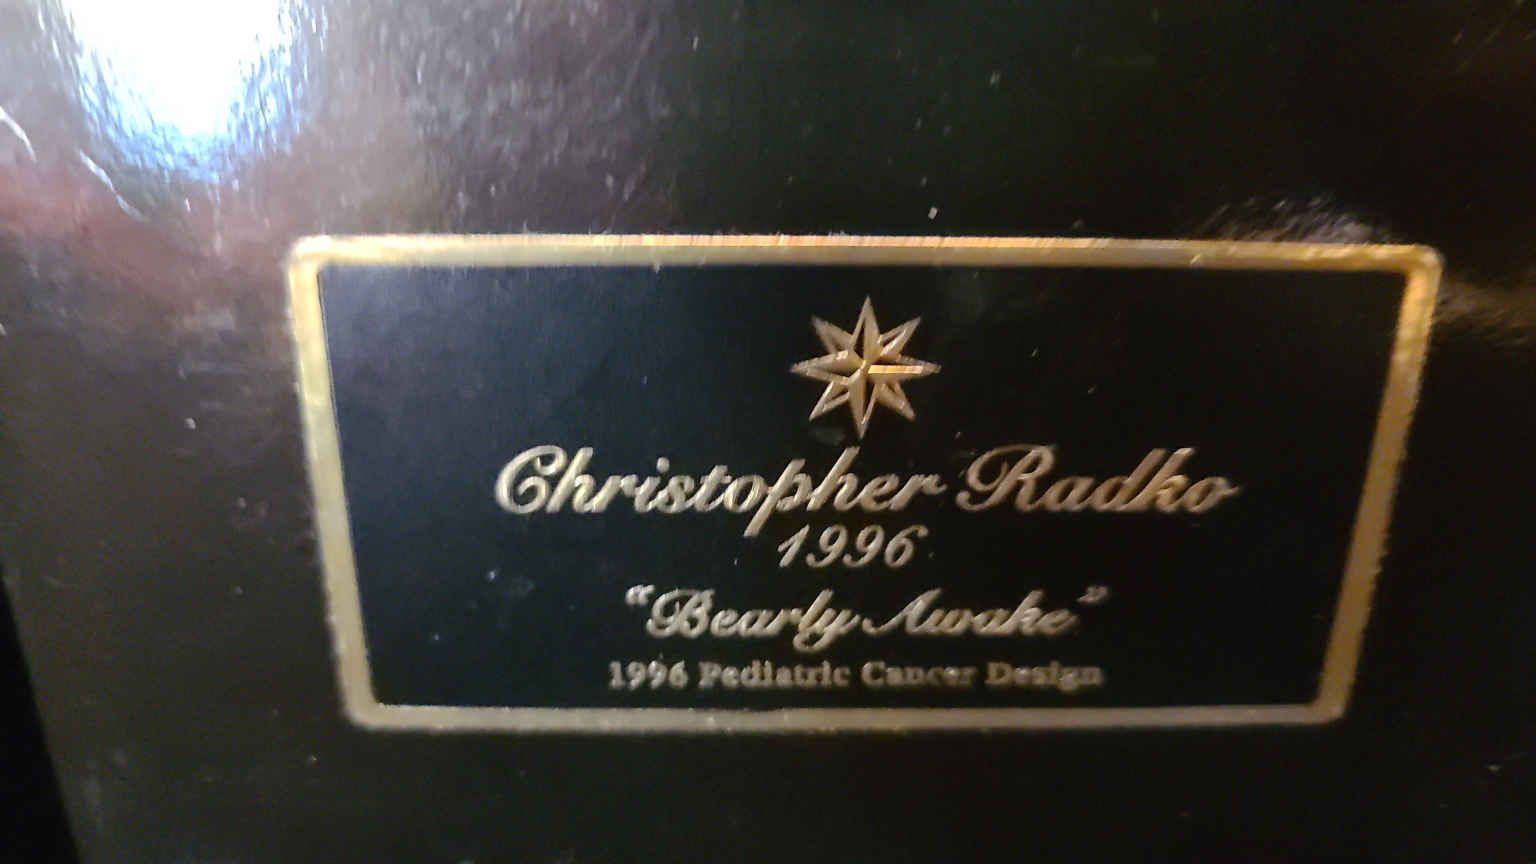 Christopher Radko
1996
"Bearly Awake"
1996 Pediatric Cancer Design